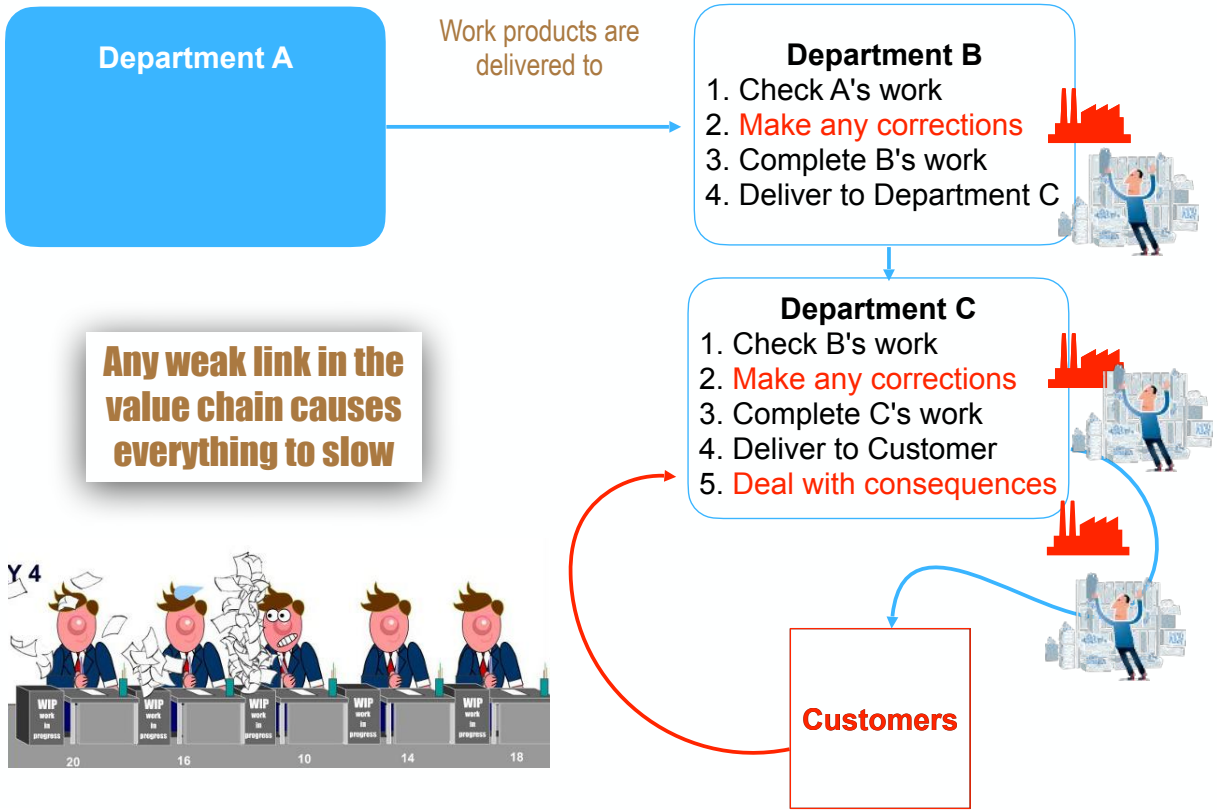 Department A
Work products are
delivered to
Department B
1. Check A's work
2. Make any corrections
3. Complete B's work
4. Deliver to Department C
Department C
1. Check B's work
2. Make any corrections
3. Complete C's work
4. Deliver to Customer
5. Deal with consequences
Any weak link in the
value chain causes
everything to slow
Y 4
WIP
work
in
progress
WIP
work
in
progress
WIP
work
in
progress
WIP
work
in
progress
WIP
work
in
progress
20 16 10 14 18
Customers